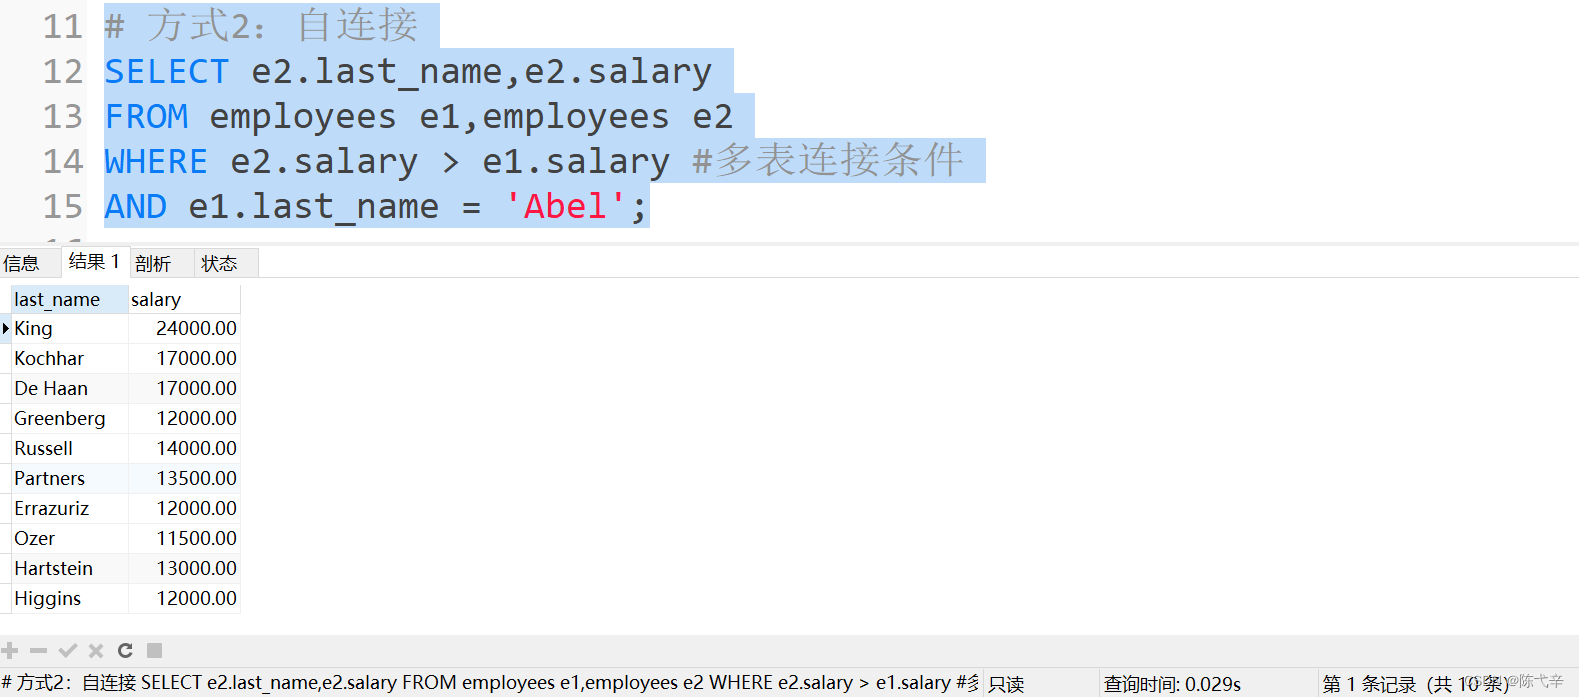 11 # 方式2：自连接
12 SELECT e2.last_name,e2.salary
13 FROM employees e1,employees e2
14 WHERE e2.salary > e1.salary #多表连接条件
15 AND e1.last_name = 'Abel';
信息 结果 1 剖析 状态
last_name salary
King 24000.00
Kochhar 17000.00
De Haan 17000.00
Greenberg 12000.00
Russell 14000.00
Partners 13500.00
Errazuriz 12000.00
Ozer 11500.00
Hartstein 13000.00
Higgins 12000.00
# 方式2：自连接 SELECT e2.last_name,e2.salary FROM employees e1,employees e2 WHERE e2.salary > e1.salary #多 只读 查询时间: 0.029s 第 1 条记录 (共 10 条)
CSDN @陈弋辛